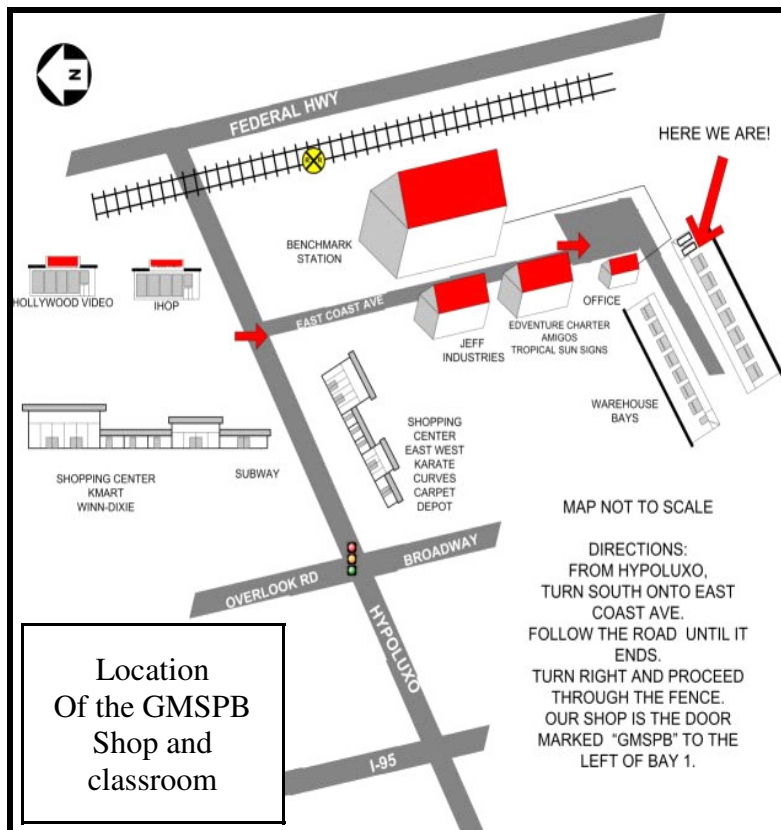 N
FEDERAL HWY
R R
HERE WE ARE!
BENCHMARK
STATION
HOLLYWOOD VIDEO
IHOP
EAST COAST AVE
OFFICE
JEFF
INDUSTRIES
EDVENTURE CHARTER
AMIGOS
TROPICAL SUN SIGNS
WAREHOUSE
BAYS
SHOPPING CENTER
KMART
WINN-DIXIE
SUBWAY
SHOPPING
CENTER
EAST WEST
KARATE
CURVES
CARPET
DEPOT
OVERLOOK RD
BROADWAY
HYPOLUXO
I-95
MAP NOT TO SCALE
DIRECTIONS:
FROM HYPOLUXO,
TURN SOUTH ONTO EAST
COAST AVE.
FOLLOW THE ROAD UNTIL IT
ENDS.
TURN RIGHT AND PROCEED
THROUGH THE FENCE.
OUR SHOP IS THE DOOR
MARKED “GMSPB” TO THE
LEFT OF BAY 1.
Location
Of the GMSPB
Shop and
classroom